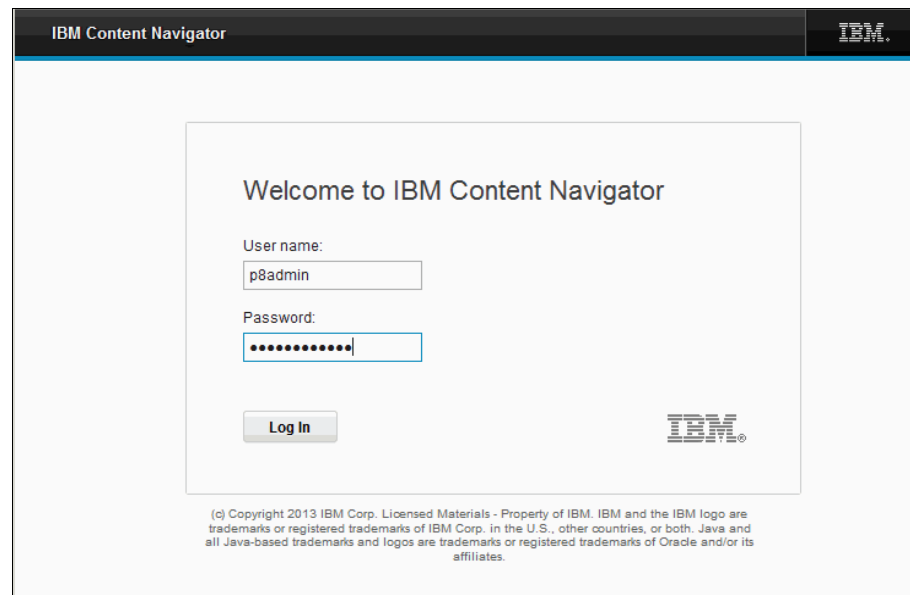 IBM Content Navigator
IBM.
Welcome to IBM Content Navigator
User name:
p8admin
Password:
••••••••••••
Log In
IBM®
(c) Copyright 2013 IBM Corp. Licensed Materials - Property of IBM. IBM and the IBM logo are
trademarks or registered trademarks of IBM Corp. in the U.S., other countries, or both. Java and
all Java-based trademarks and logos are trademarks or registered trademarks of Oracle and/or its
affiliates.